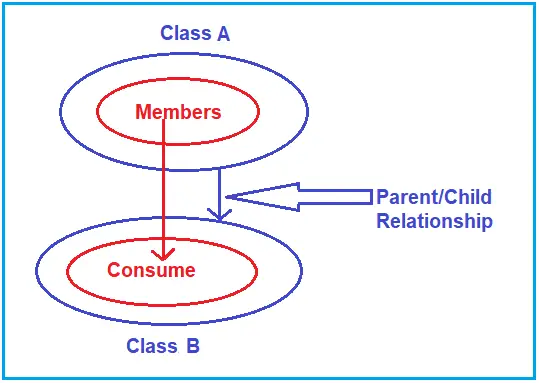 Class A
Members
Parent/Child
Relationship
Consume
Class B